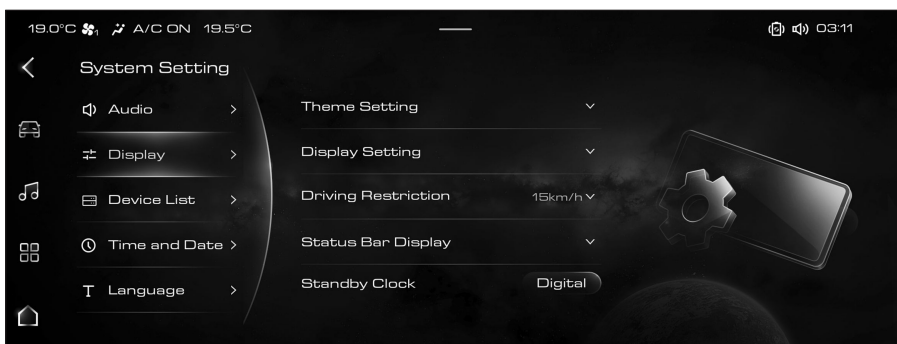 19.0°C 1 A/C ON 19.5°C 03:11
System Setting
Audio
Display
Device List
Time and Date
Language
Theme Setting
Display Setting
Driving Restriction 15km/h
Status Bar Display
Standby Clock Digital